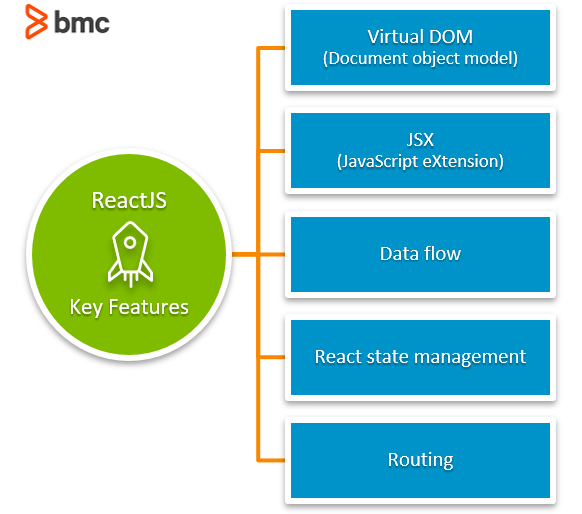 bmc
ReactJS
Key Features
Virtual DOM
(Document object model)
JSX
(JavaScript eXtension)
Data flow
React state management
Routing